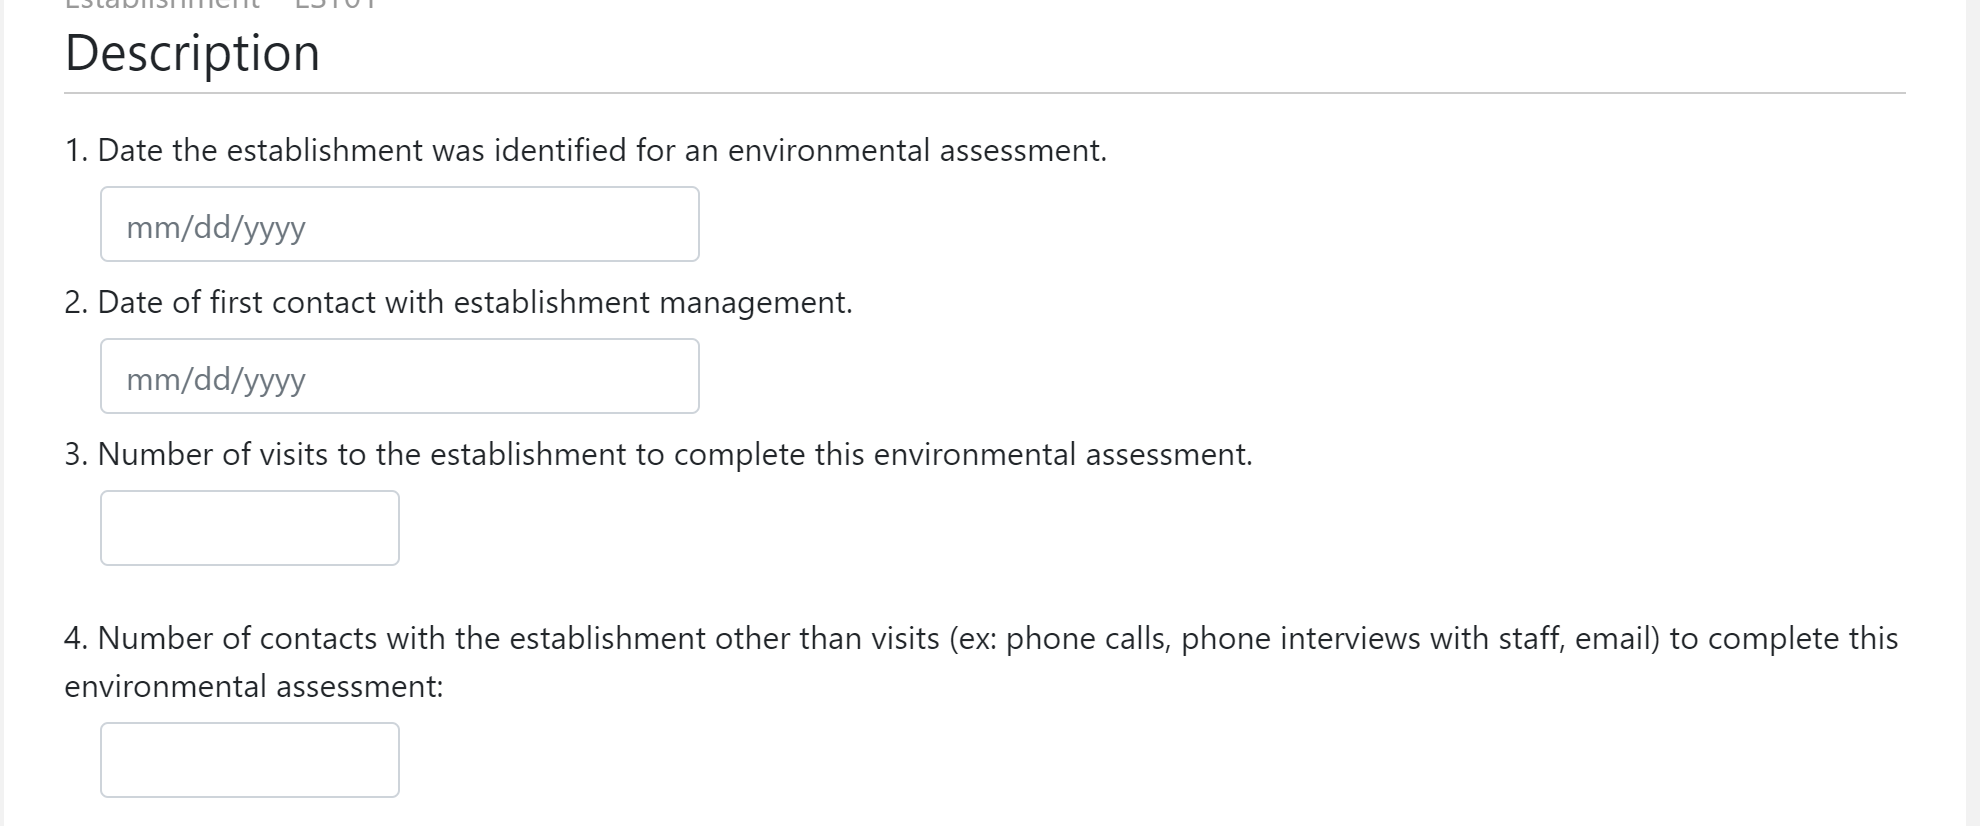 Establishment EST01
Description
1. Date the establishment was identified for an environmental assessment.
mm/dd/yyyy
2. Date of first contact with establishment management.
mm/dd/yyyy
3. Number of visits to the establishment to complete this environmental assessment.
4. Number of contacts with the establishment other than visits (ex: phone calls, phone interviews with staff, email) to complete this
environmental assessment: